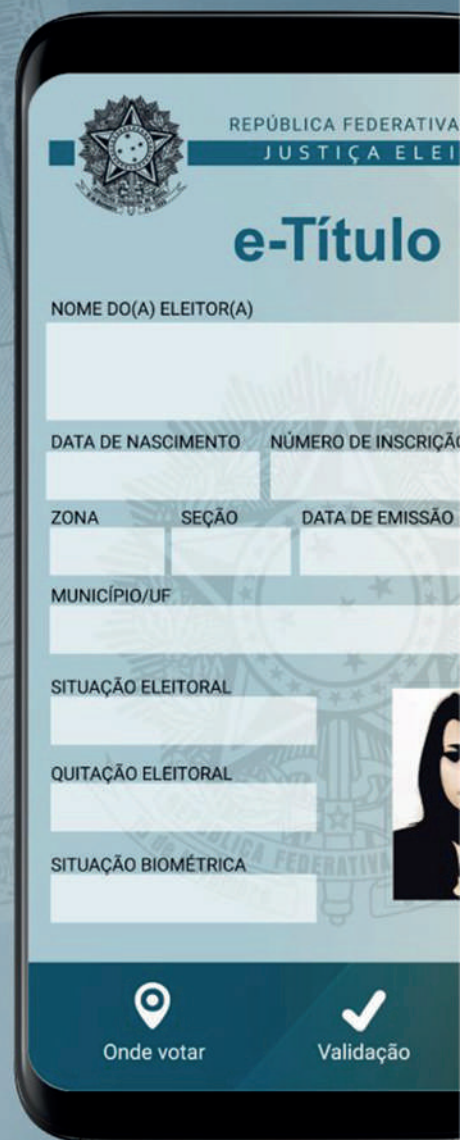 REPÚBLICA FEDERATIVA
JUSTIÇA ELEI
e-Título
NOME DO(A) ELEITOR(A)
DATA DE NASCIMENTO NÚMERO DE INSCRIÇÃO
ZONA SEÇÃO DATA DE EMISSÃO
MUNICÍPIO/UF
SITUAÇÃO ELEITORAL
QUITAÇÃO ELEITORAL
SITUAÇÃO BIOMÉTRICA
Onde votar Validação